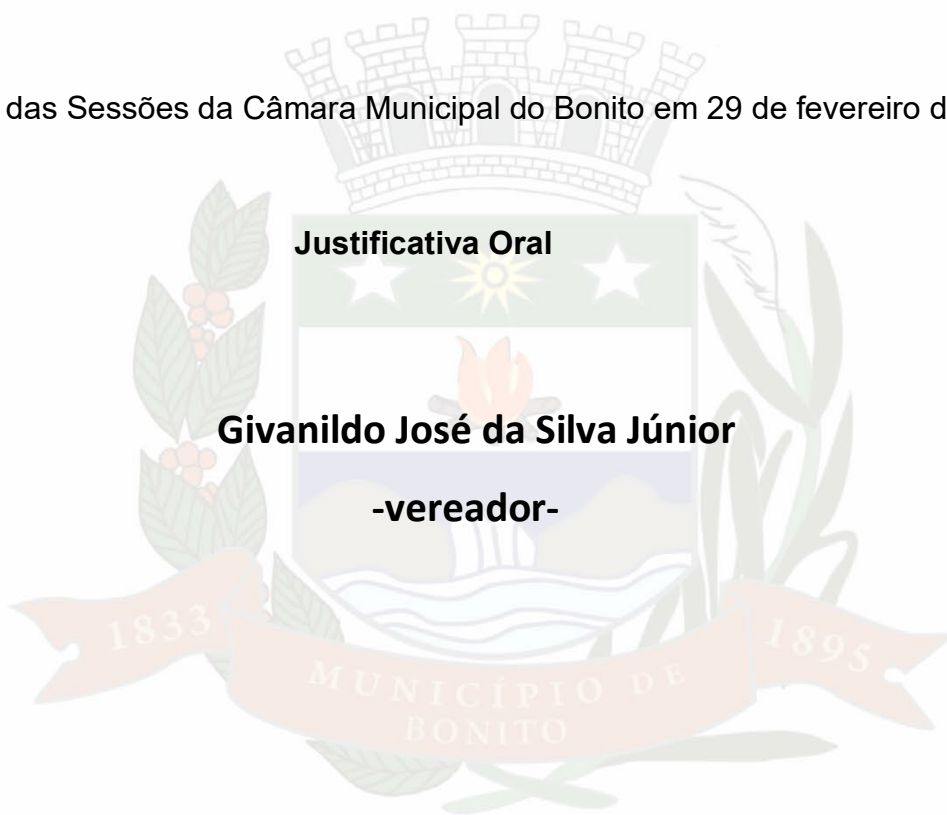 das Sessões da Câmara Municipal do Bonito em 29 de fevereiro d
Justificativa Oral
Givanildo José da Silva Júnior
-vereador-
1833
1895
MUNICÍPIO DE
BONITO